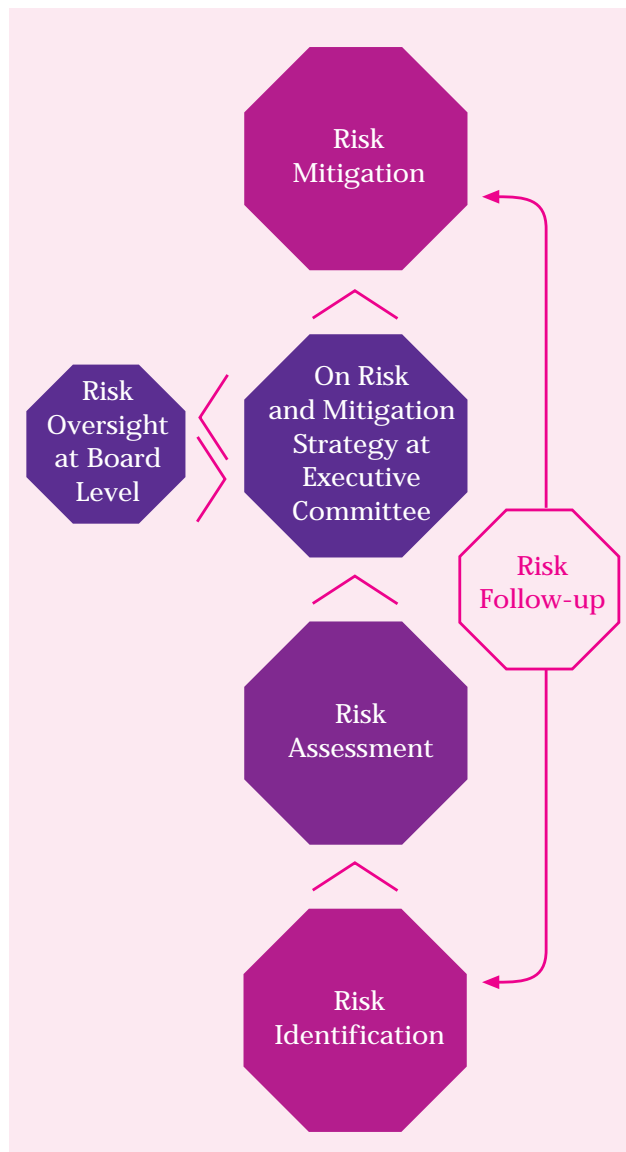 Risk
Mitigation
Risk
Oversight
at Board
Level
On Risk
and Mitigation
Strategy at
Executive
Committee
Risk
Follow-up
Risk
Assessment
Risk
Identification